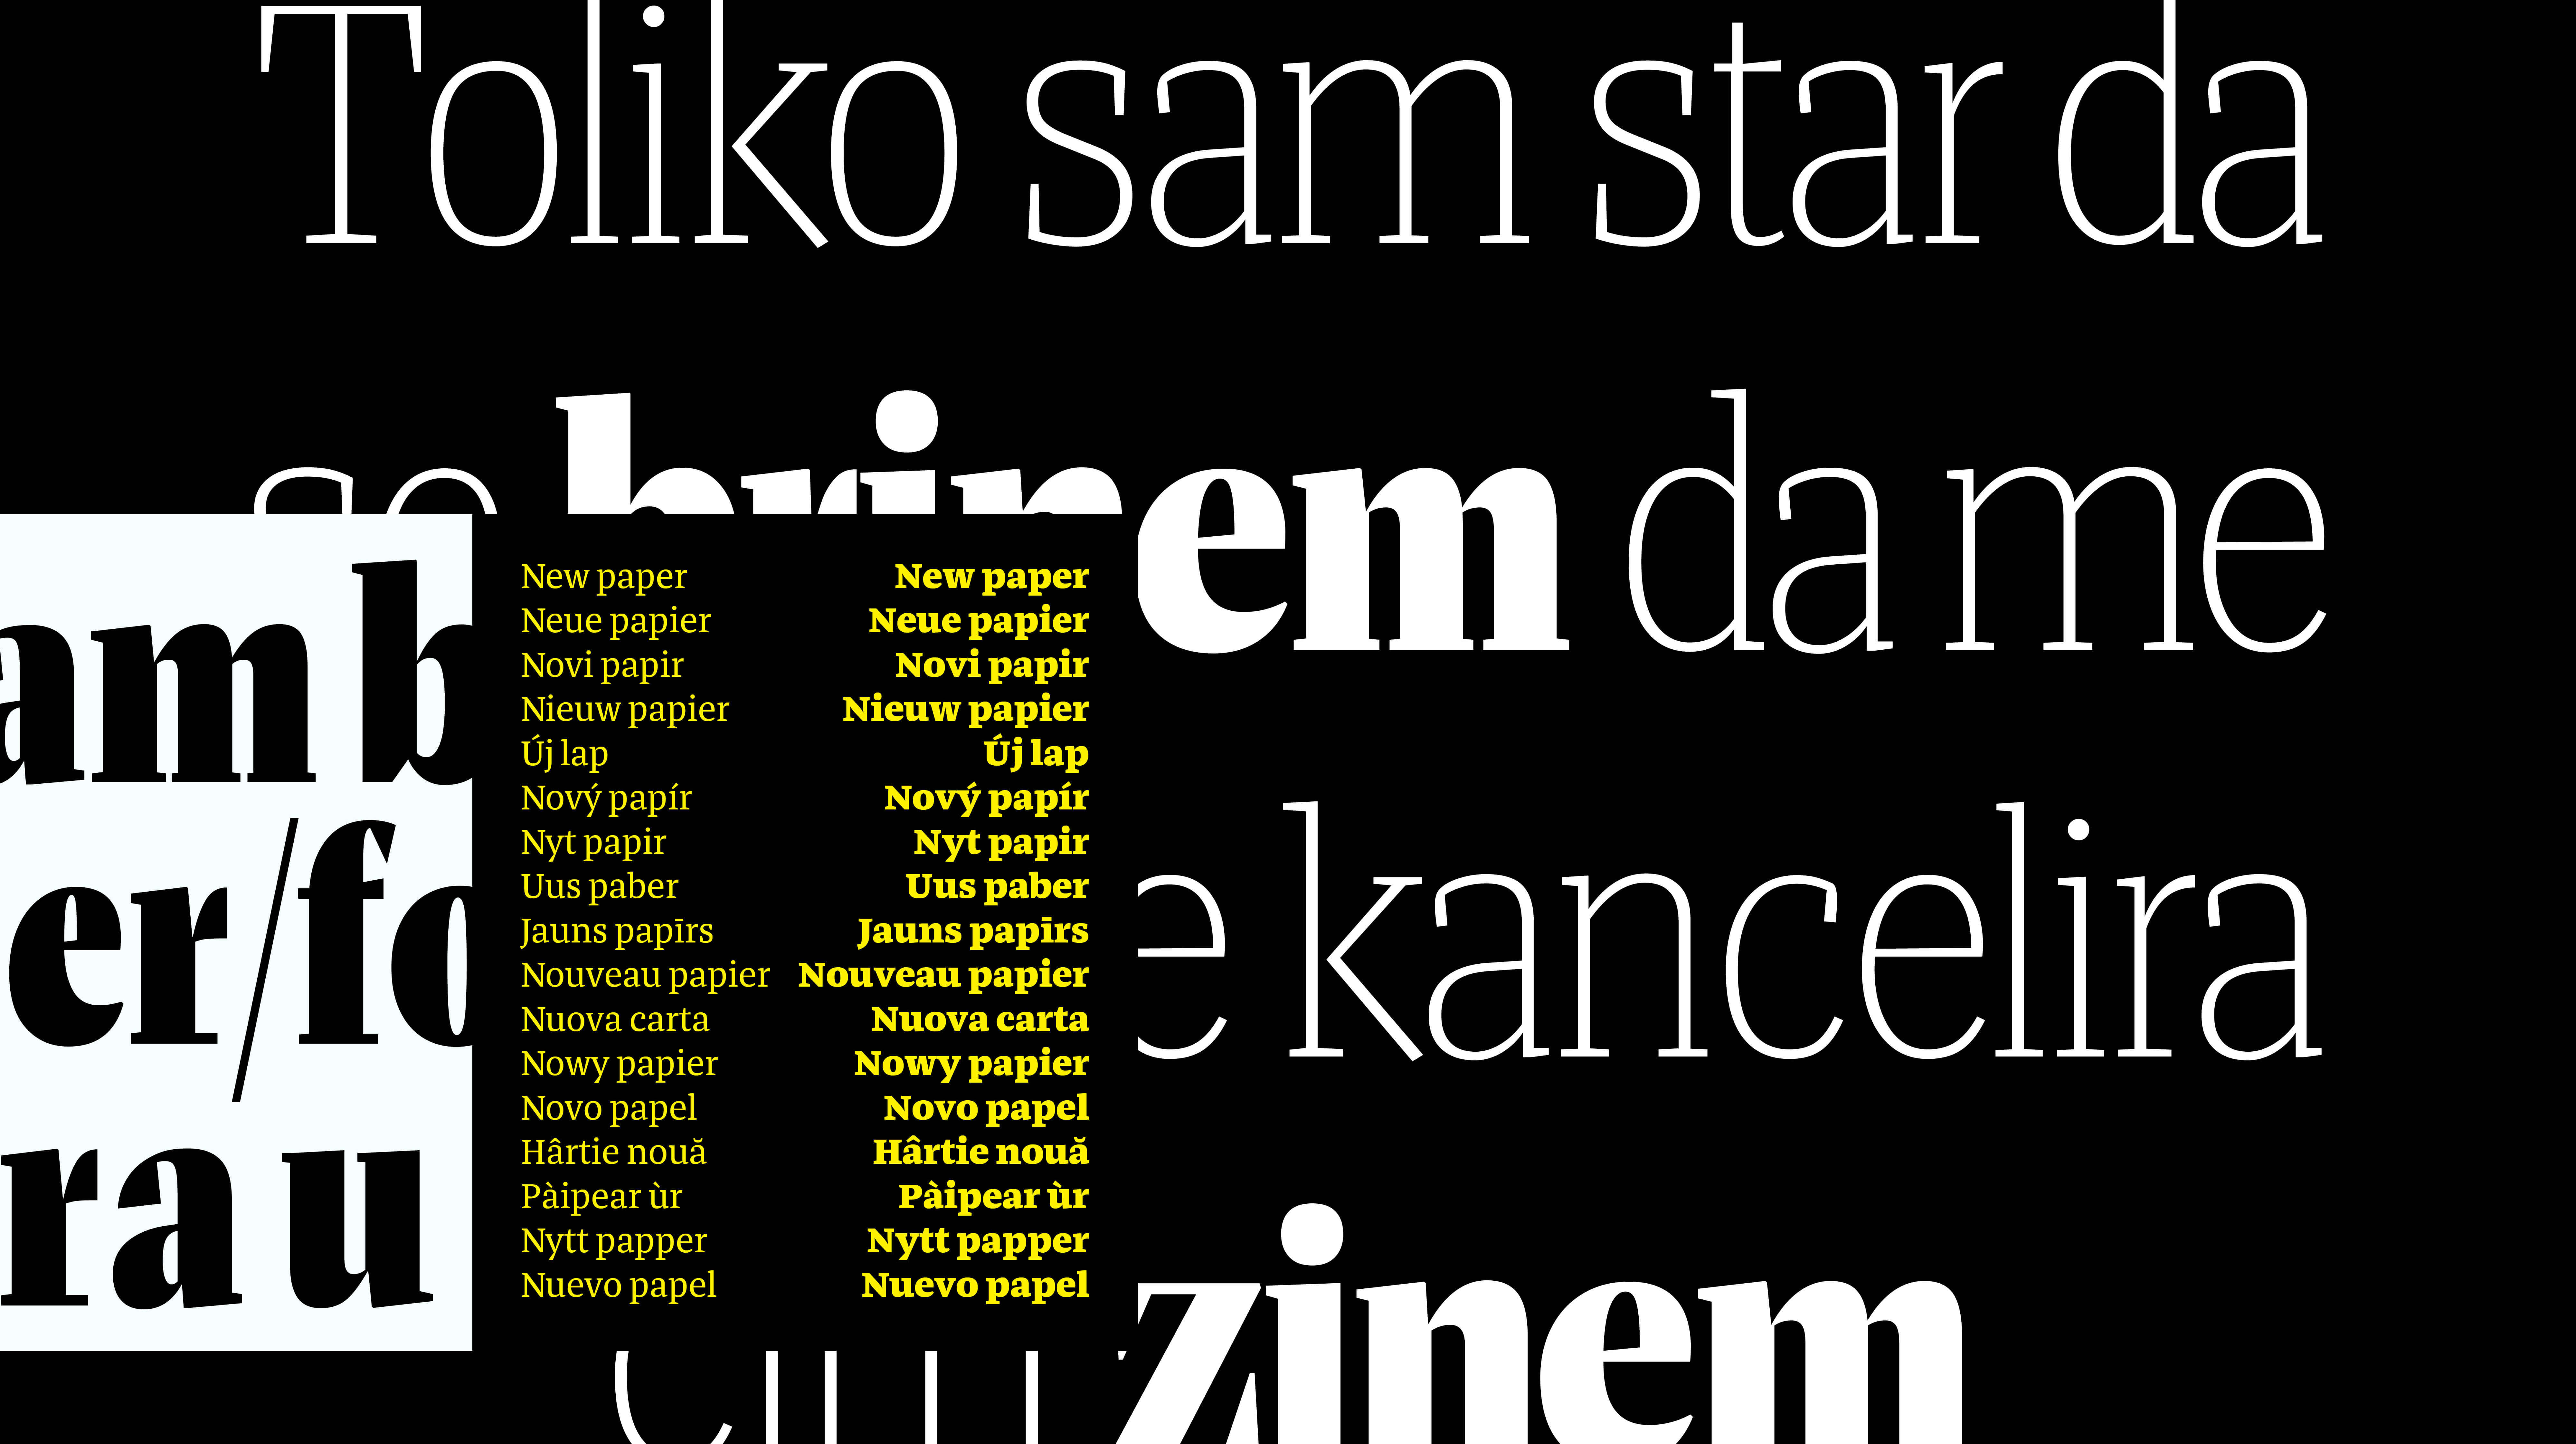 Toliko sam star da
se brinem da me
e kancelira
zinem
am b
er/fo
ra u
New paper New paper
Neue papier Neue papier
Novi papir Novi papir
Nieuw papier Nieuw papier
Új lap Új lap
Nový papír Nový papír
Nyt papir Nyt papir
Uus paber Uus paber
Jauns papīrs Jauns papīrs
Nouveau papier Nouveau papier
Nuova carta Nuova carta
Nowy papier Nowy papier
Novo papel Novo papel
Hârtie nouă Hârtie nouă
Pàipear ùr Pàipear ùr
Nytt papper Nytt papper
Nuevo papel Nuevo papel